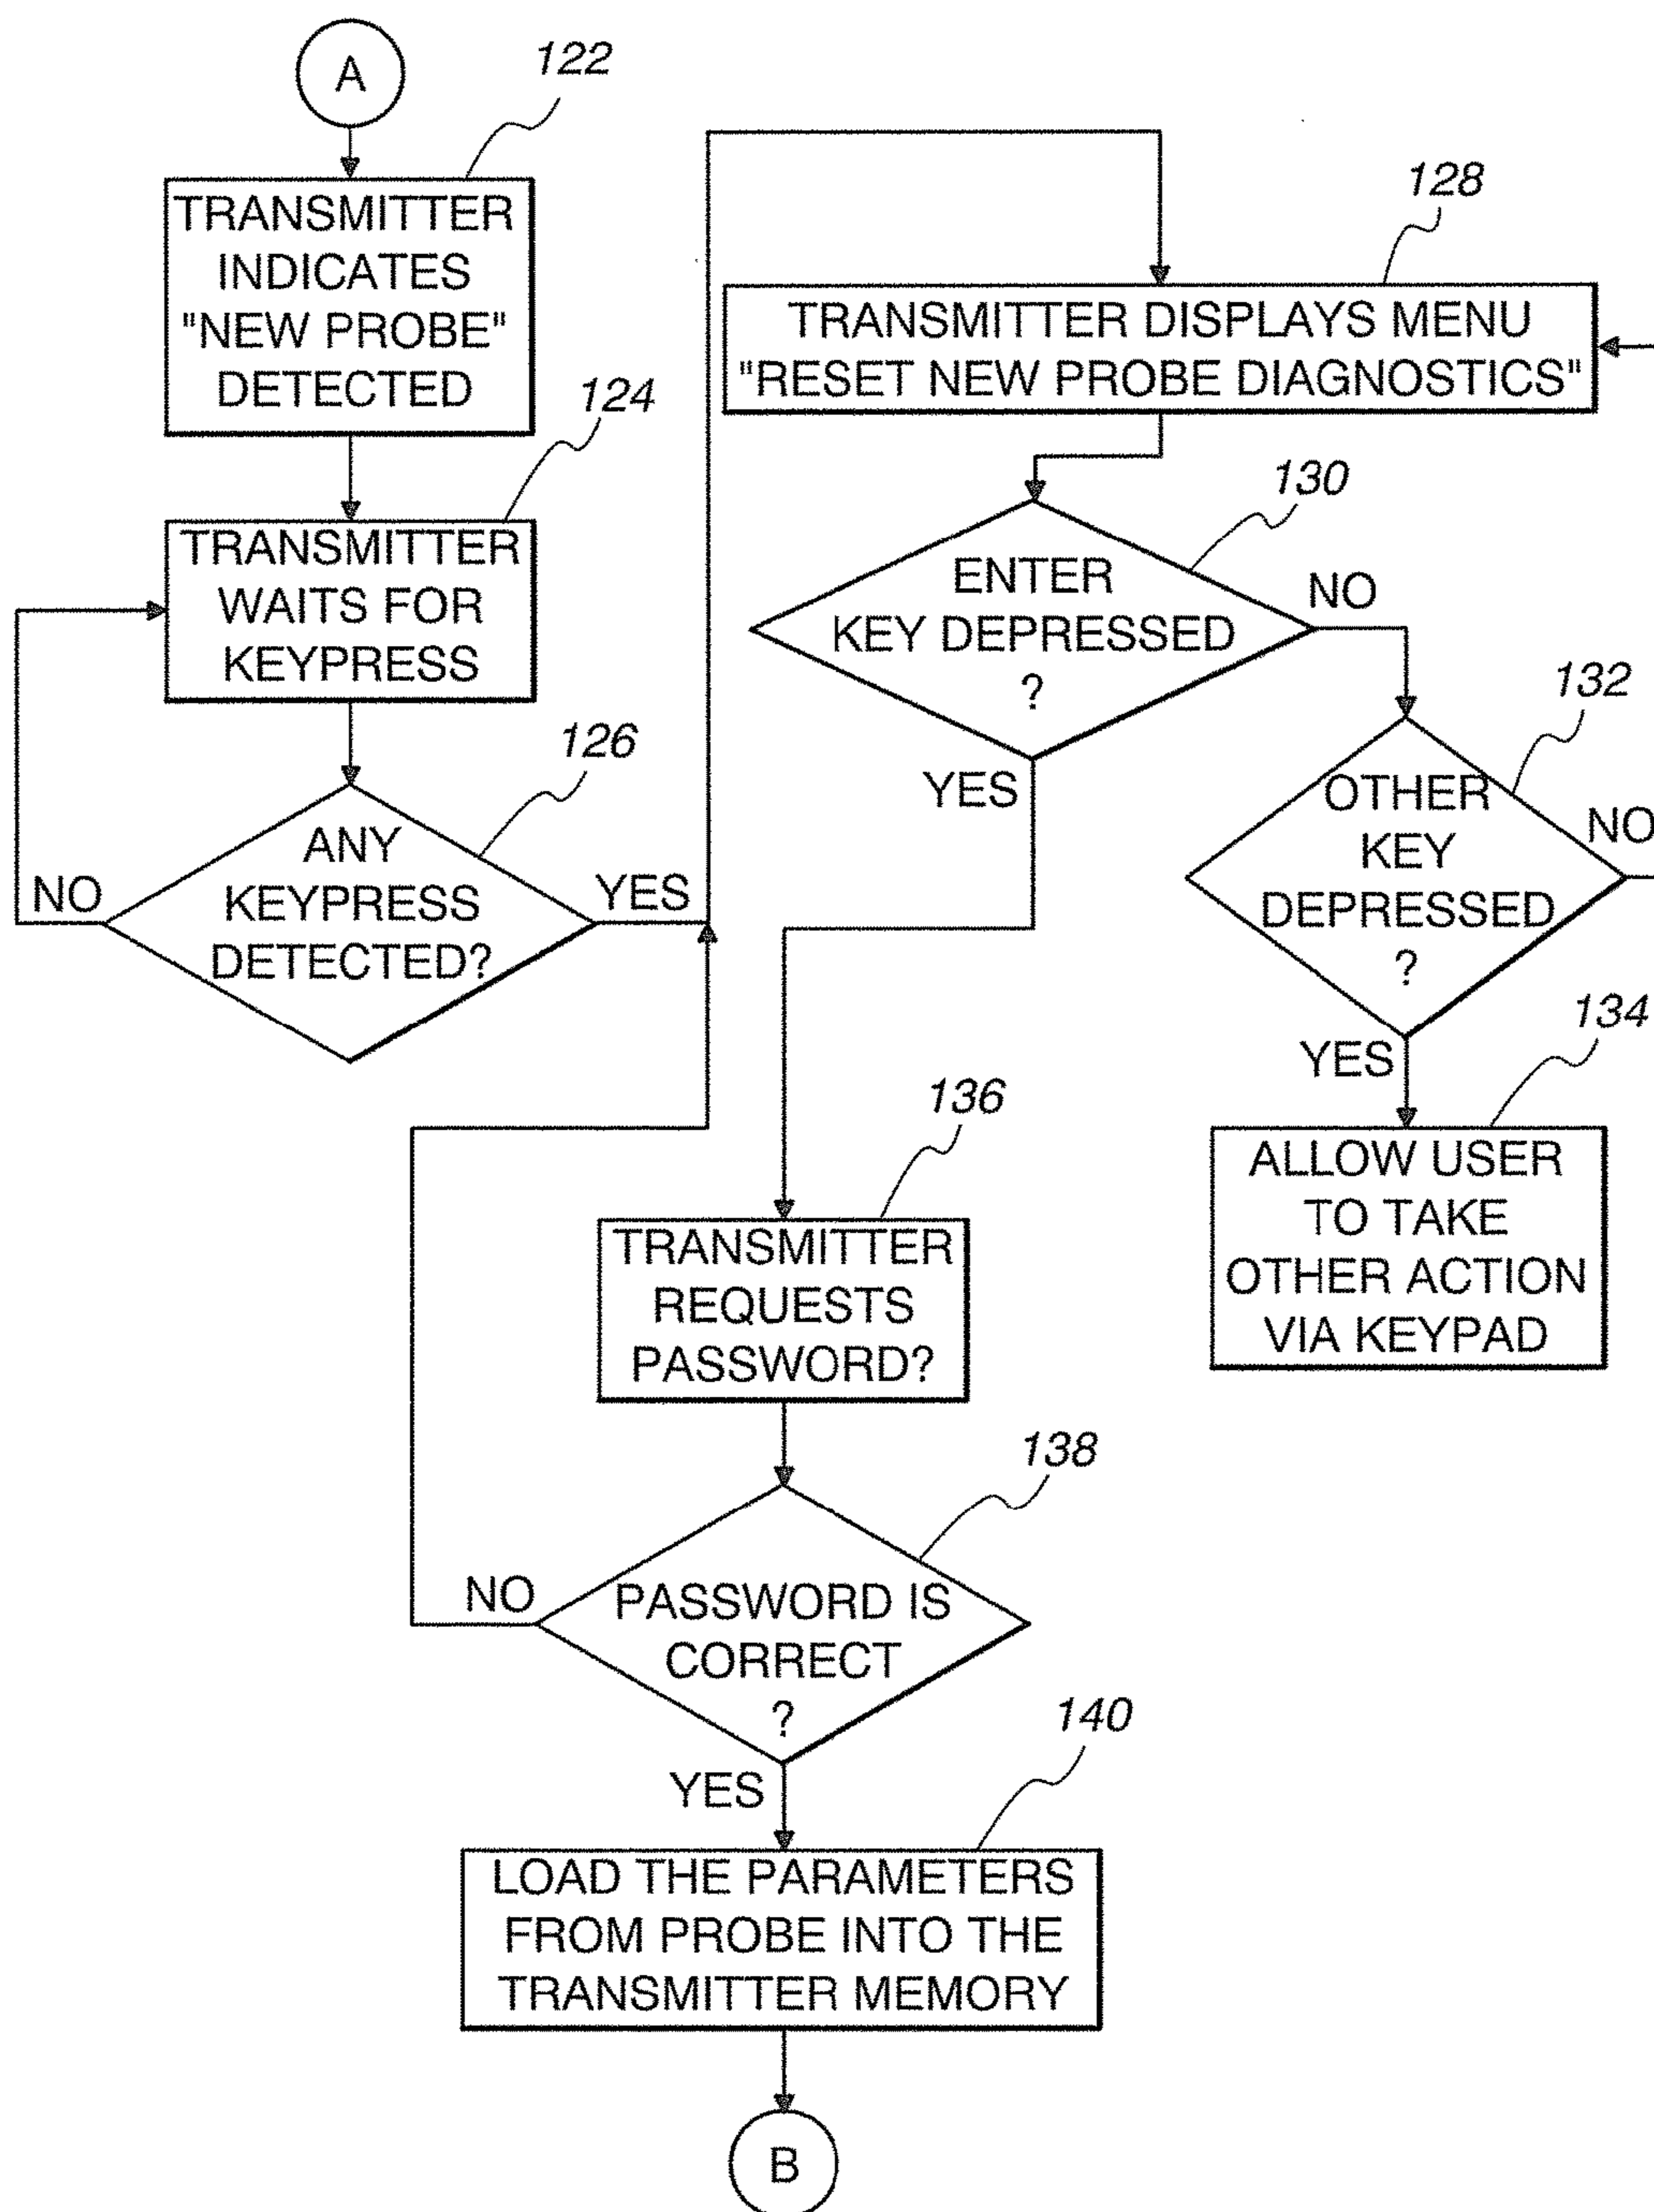 A
122
TRANSMITTER
INDICATES
"NEW PROBE"
DETECTED
124
TRANSMITTER
WAITS FOR
KEYPRESS
126
ANY
KEYPRESS
DETECTED?
NO
YES
128
TRANSMITTER DISPLAYS MENU
"RESET NEW PROBE DIAGNOSTICS"
130
ENTER
KEY DEPRESSED
?
NO
YES
132
OTHER
KEY
DEPRESSED
?
NO
YES
134
ALLOW USER
TO TAKE
OTHER ACTION
VIA KEYPAD
136
TRANSMITTER
REQUESTS
PASSWORD?
138
PASSWORD IS
CORRECT
?
NO
YES
140
LOAD THE PARAMETERS
FROM PROBE INTO THE
TRANSMITTER MEMORY
B